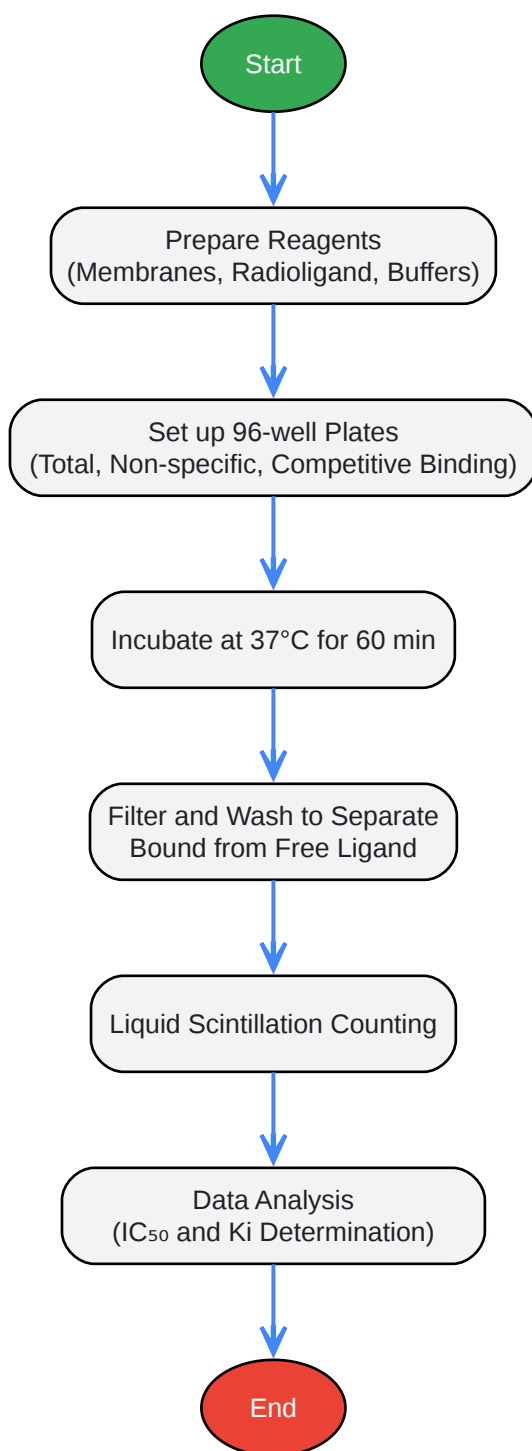 Start
Prepare Reagents
(Membranes, Radioligand, Buffers)
Set up 96-well Plates
(Total, Non-specific, Competitive Binding)
Incubate at 37°C for 60 min
Filter and Wash to Separate
Bound from Free Ligand
Liquid Scintillation Counting
Data Analysis
(IC₅₀ and Ki Determination)
End